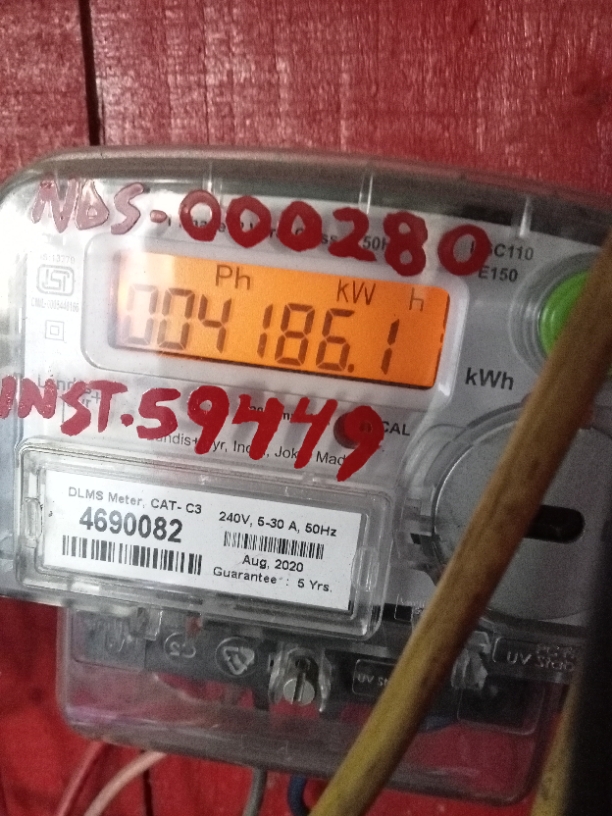 NDS-000280
C110
E150
Ph kW h
004186.1
kWh
INST.59449
CAL
DLMS Meter, CAT- C3
4690082
240V, 5-30 A, 50Hz
Aug, 2020
Guarantee : 5 Yrs.